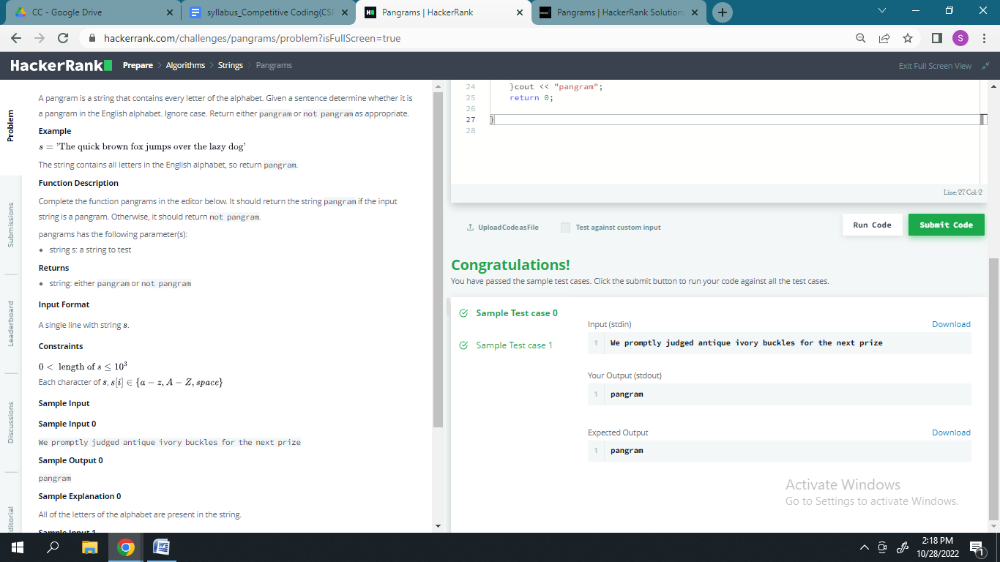 CC - Google Drive
syllabus_Competitive Coding(CSF
Pangrams | HackerRank
Pangrams | HackerRank Solutions
hackerrank.com/challenges/pangrams/problem?isFullScreen=true
S
HackerRank
Prepare > Algorithms > Strings > Pangrams
Exit Full Screen View
Problem
Submissions
Leaderboard
Discussions
ditorial
A pangram is a string that contains every letter of the alphabet. Given a sentence determine whether it is
a pangram in the English alphabet. Ignore case. Return either pangram or not pangram as appropriate.
Example
s = 'The quick brown fox jumps over the lazy dog'
The string contains all letters in the English alphabet, so return pangram.
Function Description
Complete the function pangrams in the editor below. It should return the string pangram if the input
string is a pangram. Otherwise, it should return not pangram.
pangrams has the following parameter(s):
• string s: a string to test
Returns
• string: either pangram or not pangram
Input Format
A single line with string s.
Constraints
0 < length of s ≤ 10³
Each character of s, s[i] ∈ {a − z, A − Z, space}
Sample Input
Sample Input 0
We promptly judged antique ivory buckles for the next prize
Sample Output 0
pangram
Sample Explanation 0
All of the letters of the alphabet are present in the string.
Sample Input 1
24 }cout << "pangram";
25 return 0;
26
27 }
28
Line: 27 Col: 2
Upload Code as File
Test against custom input
Run Code
Submit Code
Congratulations!
You have passed the sample test cases. Click the submit button to run your code against all the test cases.
Sample Test case 0
Sample Test case 1
Input (stdin)
Download
1 We promptly judged antique ivory buckles for the next prize
Your Output (stdout)
1 pangram
Expected Output
Download
1 pangram
Activate Windows
Go to Settings to activate Windows.
2:18 PM
10/28/2022
1